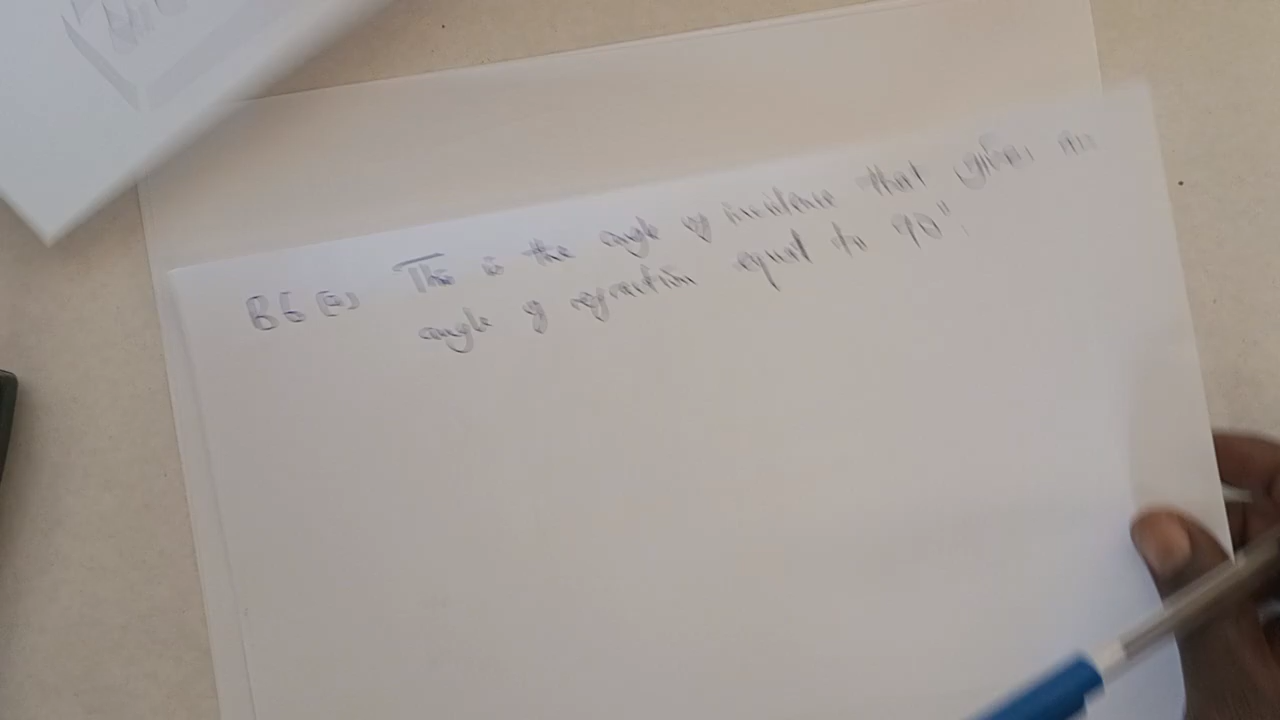 B6 (a) This is the angle of incidence that gives an
angle of refraction equal to 90°.